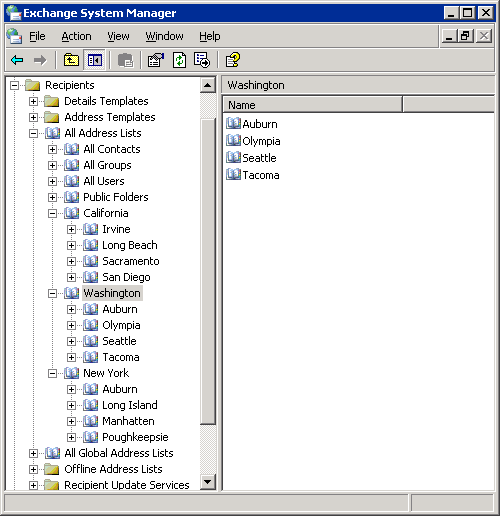 Exchange System Manager
File Action View Window Help
Recipients
Details Templates
Address Templates
All Address Lists
All Contacts
All Groups
All Users
Public Folders
California
Irvine
Long Beach
Sacramento
San Diego
Washington
Auburn
Olympia
Seattle
Tacoma
New York
Auburn
Long Island
Manhatten
Poughkeepsie
All Global Address Lists
Offline Address Lists
Recipient Update Services
Washington
Name
Auburn
Olympia
Seattle
Tacoma